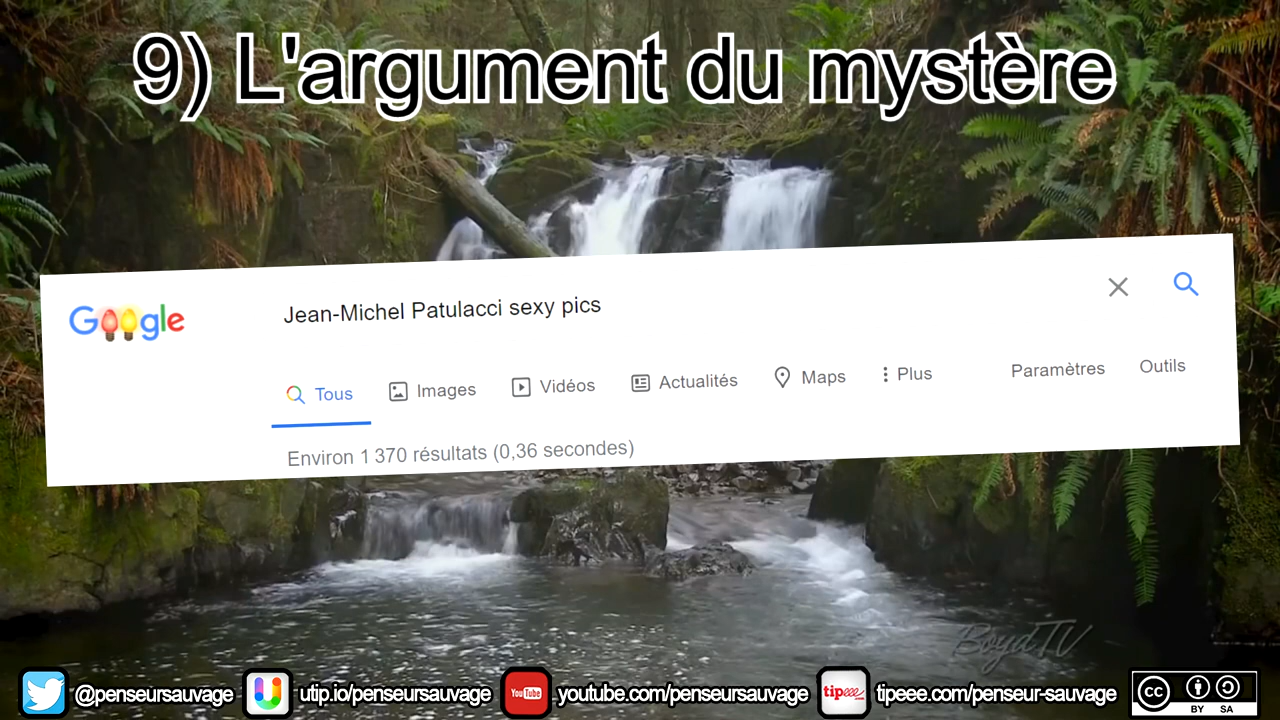 9) L'argument du mystère
Google
Jean-Michel Patulacci sexy pics
Tous Images Vidéos Actualités Maps Plus Paramètres Outils
Environ 1 370 résultats (0,36 secondes)
BoydTV
@penseursauvage utip.io/penseursauvage YouTube youtube.com/penseursauvage tipeee.com tipeee.com/penseur-sauvage cc BY SA